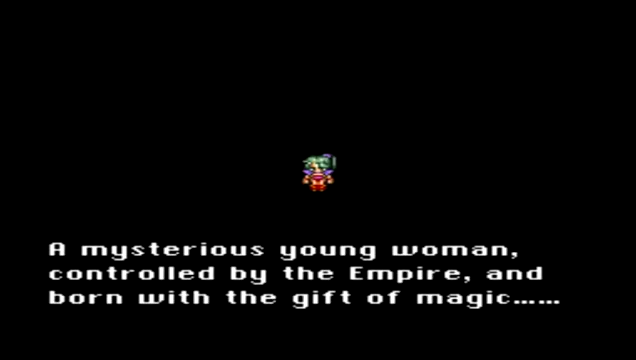 A mysterious young woman,
controlled by the Empire, and
born with the gift of magic……